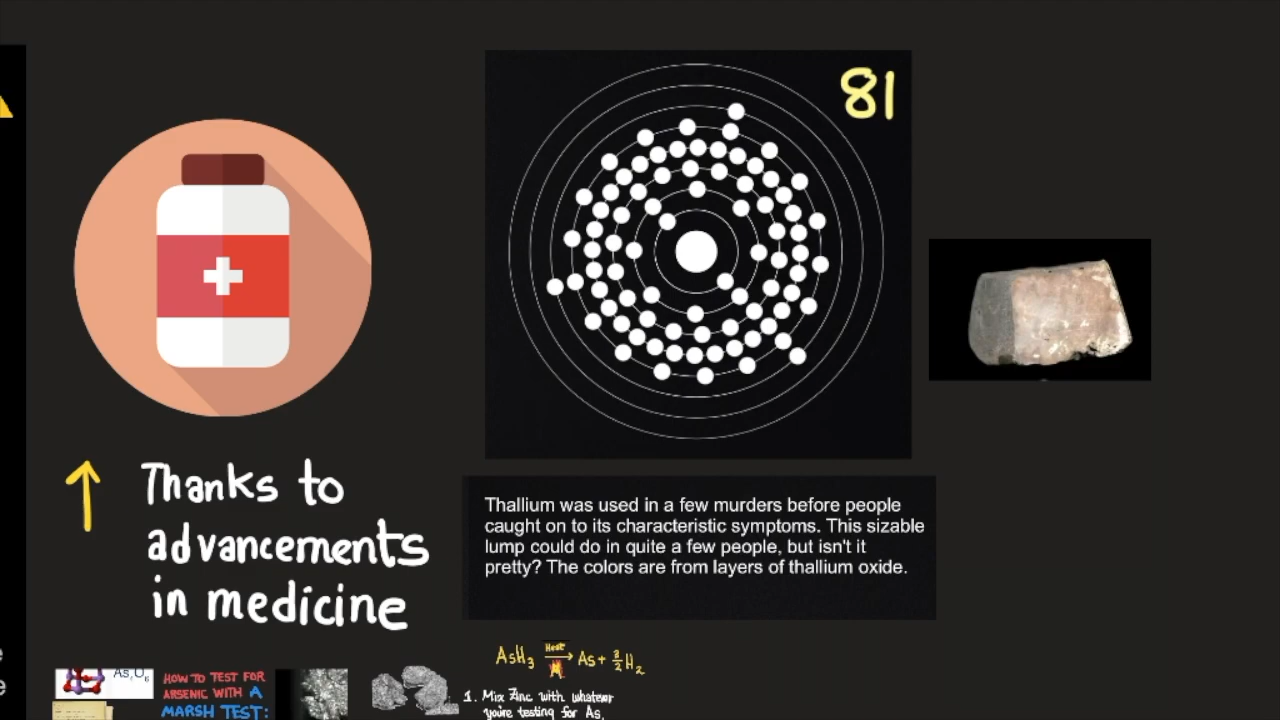 81
Thanks to
advancements
in medicine
Thallium was used in a few murders before people
caught on to its characteristic symptoms. This sizable
lump could do in quite a few people, but isn't it
pretty? The colors are from layers of thallium oxide.
As₄O₆
HOW TO TEST FOR
ARSENIC WITH A
MARSH TEST:
Heat
AsH₃ → As + 3/2 H₂
1. Mix Zinc with whatever
you're testing for As.